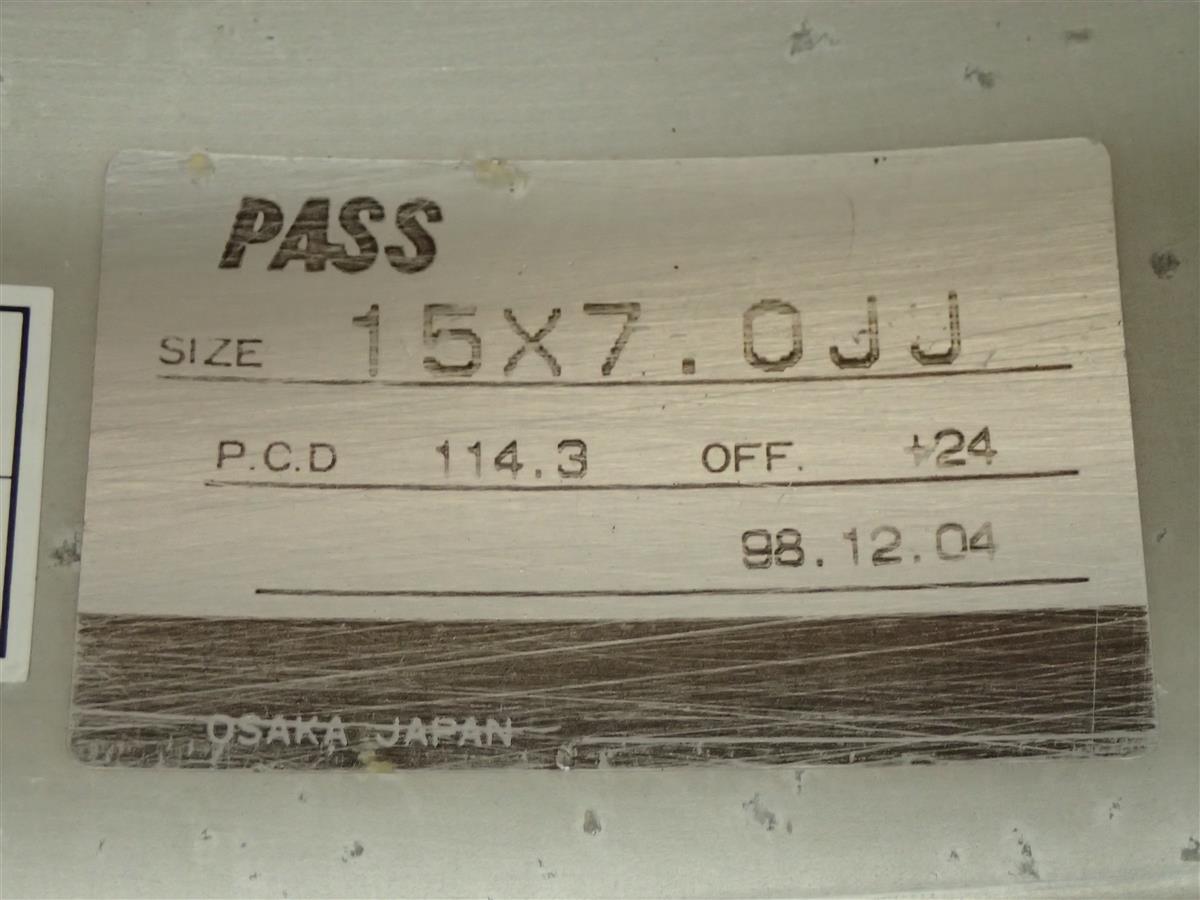 PASS
SIZE 15X7.0JJ
P.C.D 114.3 OFF. +24
98.12.04
OSAKA JAPAN